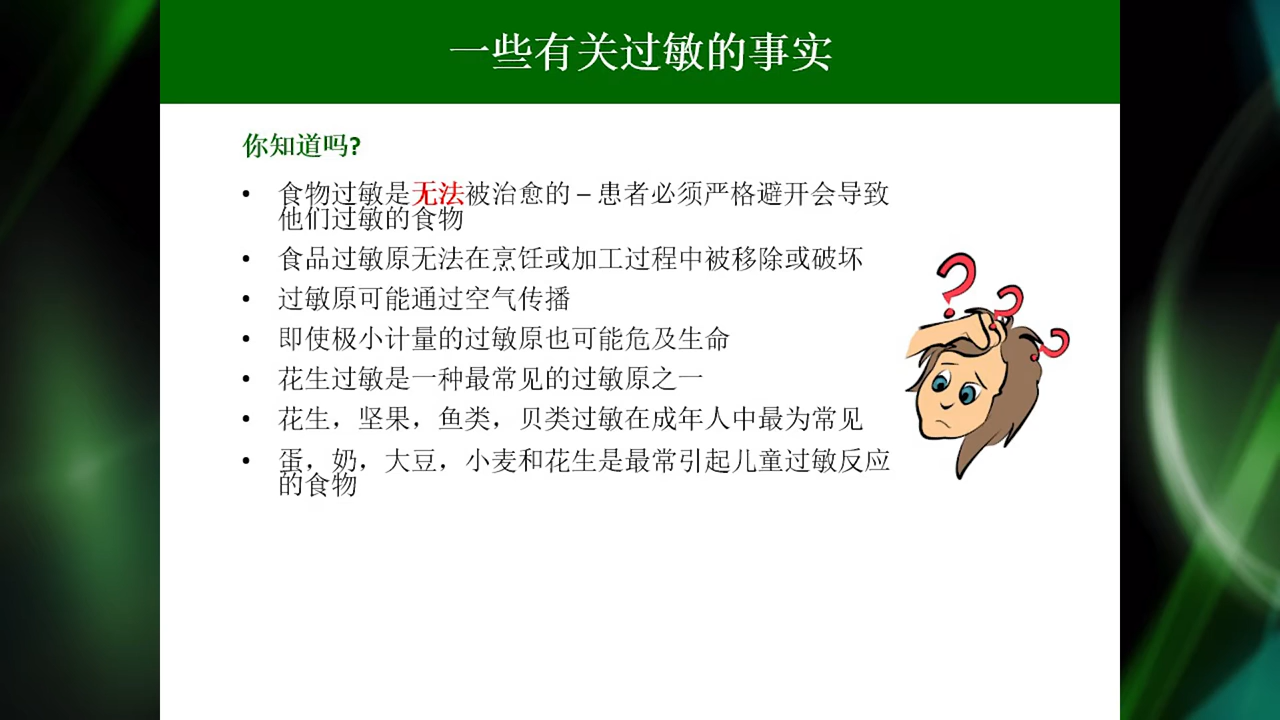 一些有关过敏的事实
你知道吗?
• 食物过敏是无法被治愈的 – 患者必须严格避开会导致
他们过敏的食物
• 食品过敏原无法在烹饪或加工过程中被移除或破坏
• 过敏原可能通过空气传播
• 即使极小计量的过敏原也可能危及生命
• 花生过敏是一种最常见的过敏原之一
• 花生，坚果，鱼类，贝类过敏在成年人中最为常见
• 蛋，奶，大豆，小麦和花生是最常引起儿童过敏反应
的食物
? ? ?